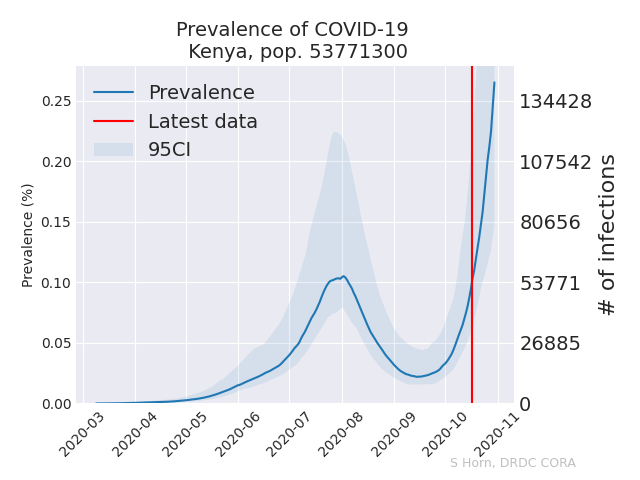 Prevalence of COVID-19
Kenya, pop. 53771300
Prevalence
Latest data
95CI
Prevalence (%)
0.25
0.20
0.15
0.10
0.05
0.00
134428
107542
80656
53771
26885
0
# of infections
2020-03
2020-04
2020-05
2020-06
2020-07
2020-08
2020-09
2020-10
2020-11
S Horn, DRDC CORA